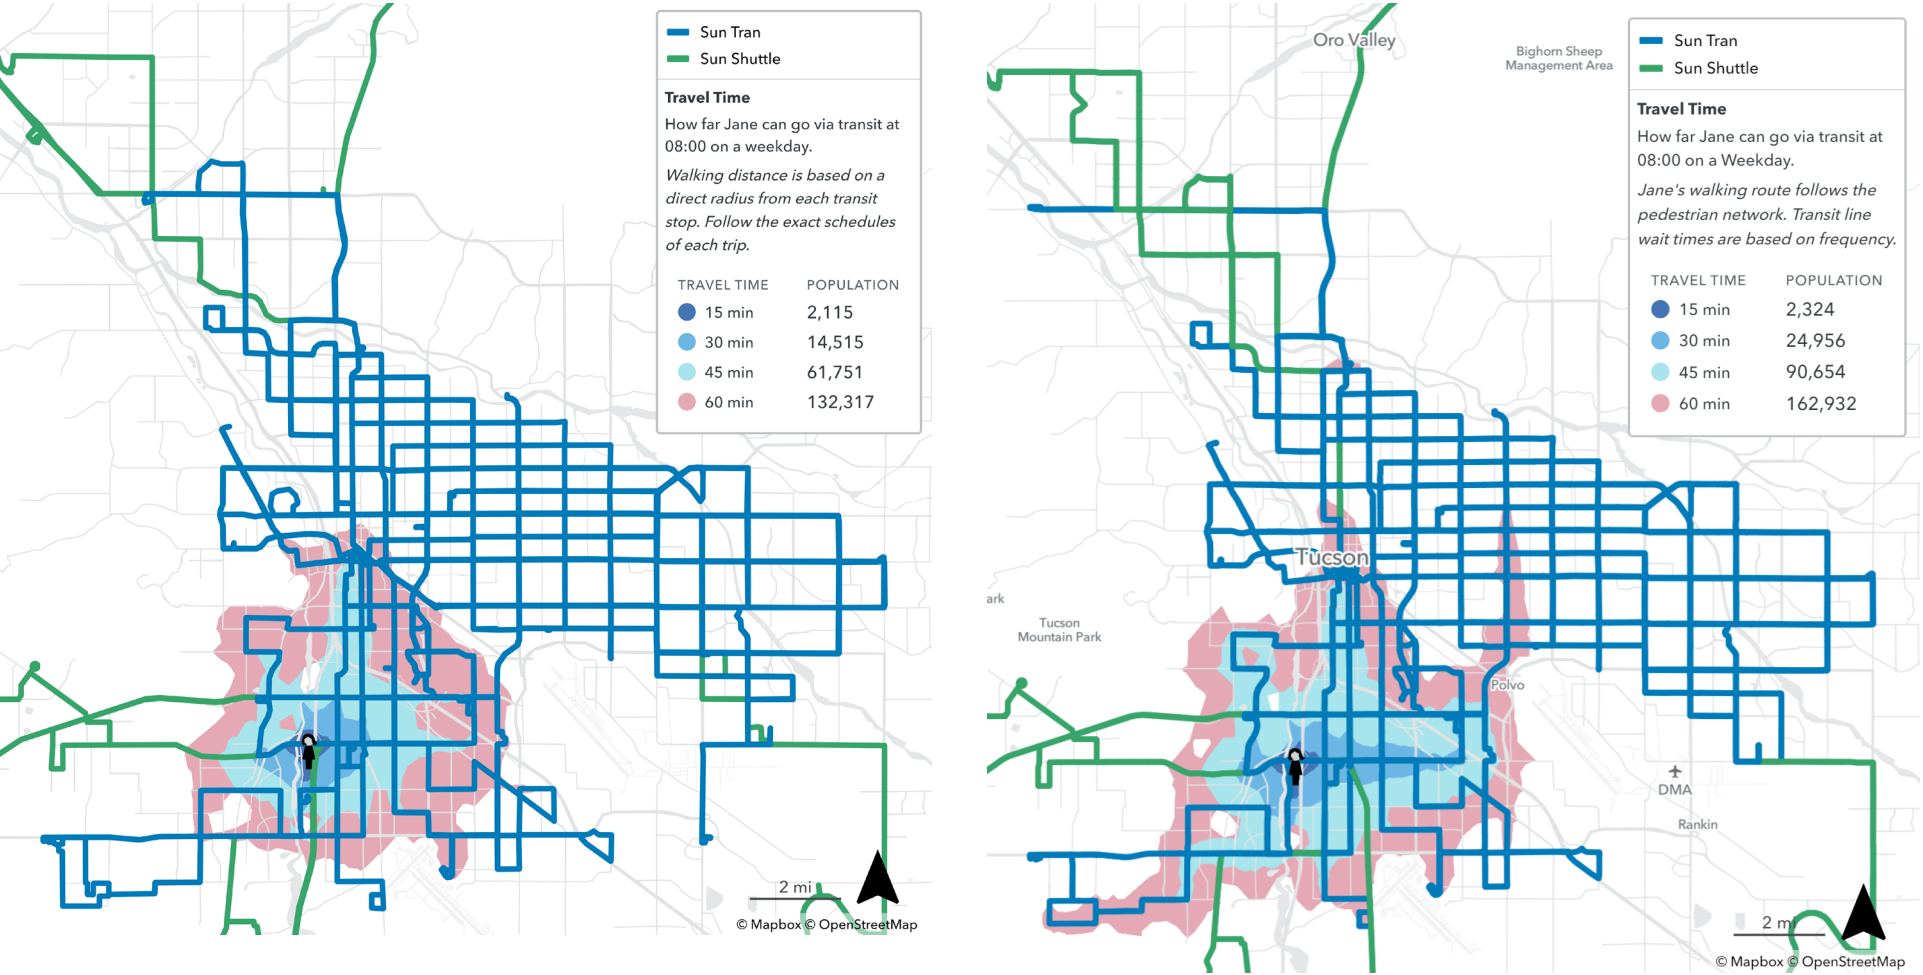 Sun Tran
Sun Shuttle
Travel Time
How far Jane can go via transit at
08:00 on a weekday.
Walking distance is based on a
direct radius from each transit
stop. Follow the exact schedules
of each trip.
TRAVEL TIME POPULATION
15 min 2,115
30 min 14,515
45 min 61,751
60 min 132,317
2 mi
© Mapbox © OpenStreetMap
Oro Valley
Bighorn Sheep
Management Area
Sun Tran
Sun Shuttle
Travel Time
How far Jane can go via transit at
08:00 on a Weekday.
Jane's walking route follows the
pedestrian network. Transit line
wait times are based on frequency.
TRAVEL TIME POPULATION
15 min 2,324
30 min 24,956
45 min 90,654
60 min 162,932
Tucson
ark
Tucson
Mountain Park
Polvo
DMA
Rankin
2 mi
© Mapbox © OpenStreetMap